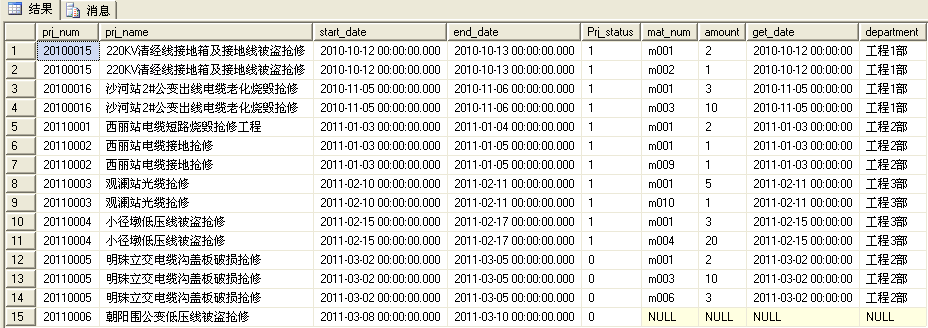 结果 消息
prj_num prj_name start_date end_date Prj_status mat_num amount get_date department
1 20100015 220KV清经线接地箱及接地线被盗抢修 2010-10-12 00:00:00.000 2010-10-13 00:00:00.000 1 m001 2 2010-10-12 00:00:00 工程1部
2 20100015 220KV清经线接地箱及接地线被盗抢修 2010-10-12 00:00:00.000 2010-10-13 00:00:00.000 1 m002 1 2010-10-12 00:00:00 工程1部
3 20100016 沙河站2#公变出线电缆老化烧毁抢修 2010-11-05 00:00:00.000 2010-11-06 00:00:00.000 1 m001 3 2010-11-05 00:00:00 工程1部
4 20100016 沙河站2#公变出线电缆老化烧毁抢修 2010-11-05 00:00:00.000 2010-11-06 00:00:00.000 1 m003 10 2010-11-05 00:00:00 工程1部
5 20110001 西丽站电缆短路烧毁抢修工程 2011-01-03 00:00:00.000 2011-01-04 00:00:00.000 1 m001 2 2011-01-03 00:00:00 工程2部
6 20110002 西丽站电缆接地抢修 2011-01-03 00:00:00.000 2011-01-05 00:00:00.000 1 m001 1 2011-01-03 00:00:00 工程2部
7 20110002 西丽站电缆接地抢修 2011-01-03 00:00:00.000 2011-01-05 00:00:00.000 1 m009 1 2011-01-03 00:00:00 工程2部
8 20110003 观澜站光缆抢修 2011-02-10 00:00:00.000 2011-02-11 00:00:00.000 1 m001 5 2011-02-11 00:00:00 工程3部
9 20110003 观澜站光缆抢修 2011-02-10 00:00:00.000 2011-02-11 00:00:00.000 1 m010 1 2011-02-11 00:00:00 工程3部
10 20110004 小径墩低压线被盗抢修 2011-02-15 00:00:00.000 2011-02-17 00:00:00.000 1 m001 3 2011-02-15 00:00:00 工程3部
11 20110004 小径墩低压线被盗抢修 2011-02-15 00:00:00.000 2011-02-17 00:00:00.000 1 m004 20 2011-02-15 00:00:00 工程3部
12 20110005 明珠立交电缆沟盖板破损抢修 2011-03-02 00:00:00.000 2011-03-05 00:00:00.000 0 m001 2 2011-03-02 00:00:00 工程2部
13 20110005 明珠立交电缆沟盖板破损抢修 2011-03-02 00:00:00.000 2011-03-05 00:00:00.000 0 m003 10 2011-03-02 00:00:00 工程2部
14 20110005 明珠立交电缆沟盖板破损抢修 2011-03-02 00:00:00.000 2011-03-05 00:00:00.000 0 m006 3 2011-03-02 00:00:00 工程2部
15 20110006 朝阳围公变低压线被盗抢修 2011-03-08 00:00:00.000 2011-03-10 00:00:00.000 0 NULL NULL NULL NULL